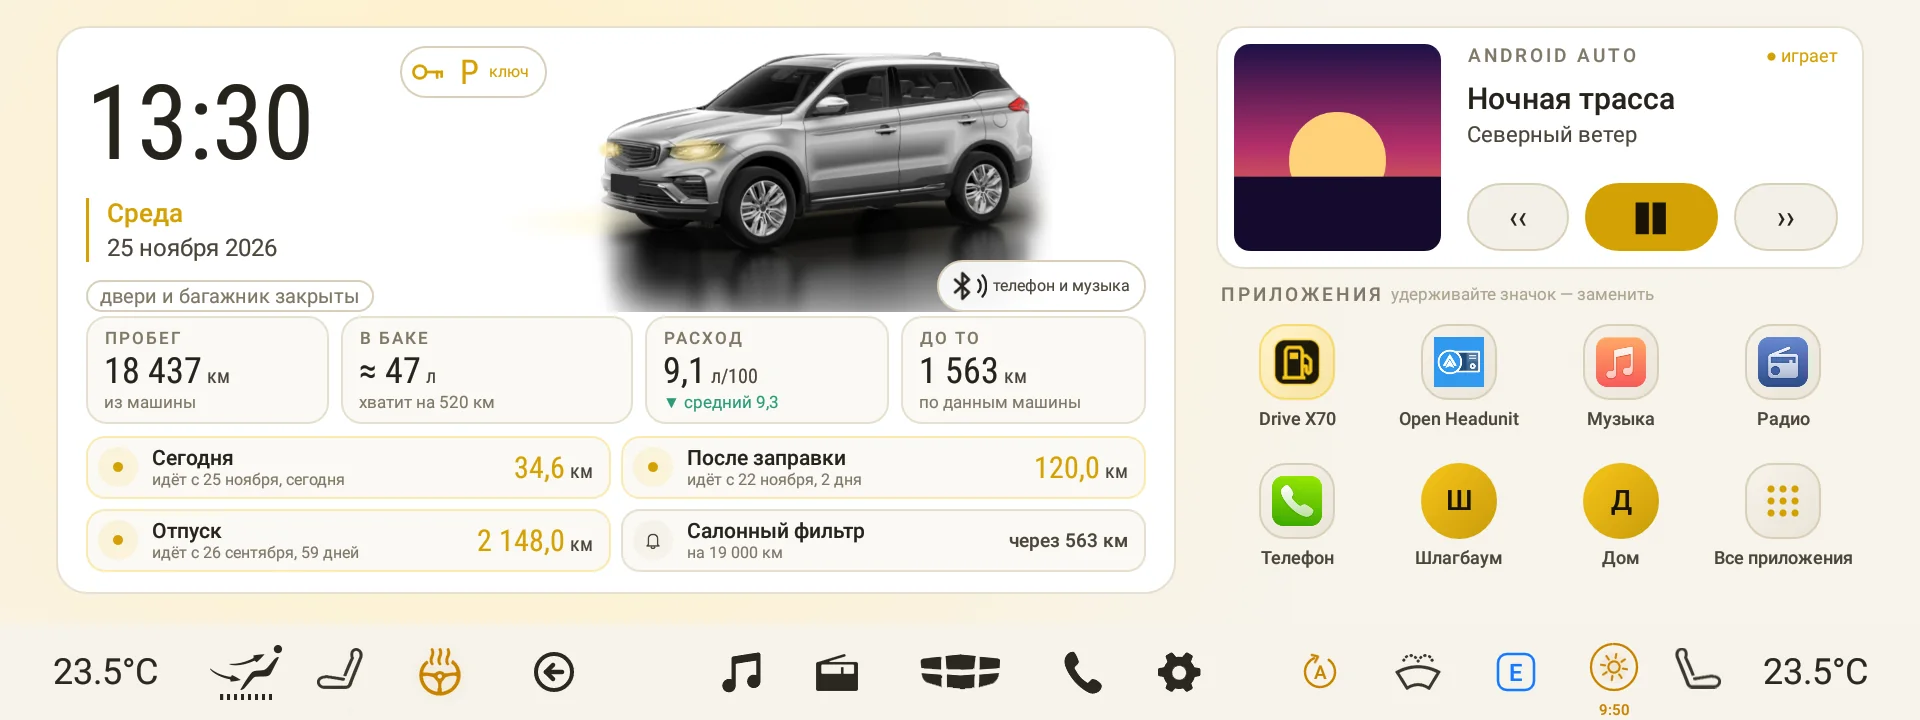 13:30
P ключ
Среда
25 ноября 2026
двери и багажник закрыты
телефон и музыка
ПРОБЕГ
18 437 км
из машины
В БАКЕ
≈ 47 л
хватит на 520 км
РАСХОД
9,1 л/100
▼ средний 9,3
ДО ТО
1 563 км
по данным машины
Сегодня
идёт с 25 ноября, сегодня
34,6 км
После заправки
идёт с 22 ноября, 2 дня
120,0 км
Отпуск
идёт с 26 сентября, 59 дней
2 148,0 км
Салонный фильтр
на 19 000 км
через 563 км
ANDROID AUTO
● играет
Ночная трасса
Северный ветер
‹‹
››
ПРИЛОЖЕНИЯ удерживайте значок — заменить
Drive X70
Open Headunit
Музыка
Радио
Телефон
Ш
Шлагбаум
Д
Дом
Все приложения
23.5°C
A
E
9:50
23.5°C